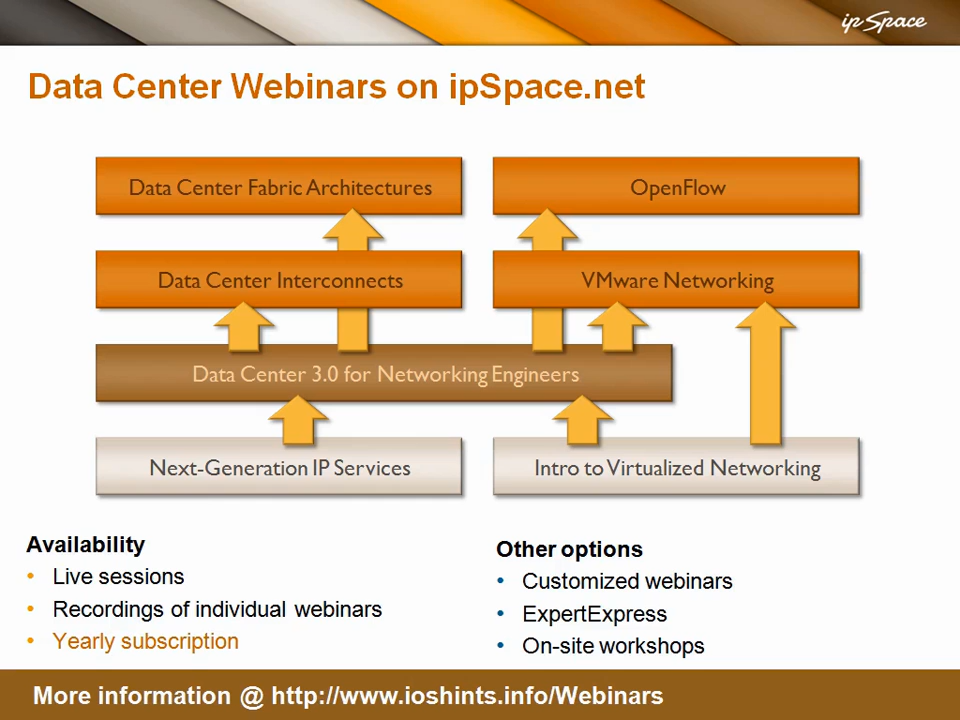 ipSpace
Data Center Webinars on ipSpace.net
Data Center Fabric Architectures
OpenFlow
Data Center Interconnects
VMware Networking
Data Center 3.0 for Networking Engineers
Next-Generation IP Services
Intro to Virtualized Networking
Availability
• Live sessions
• Recordings of individual webinars
• Yearly subscription
Other options
• Customized webinars
• ExpertExpress
• On-site workshops
More information @ http://www.ioshints.info/Webinars